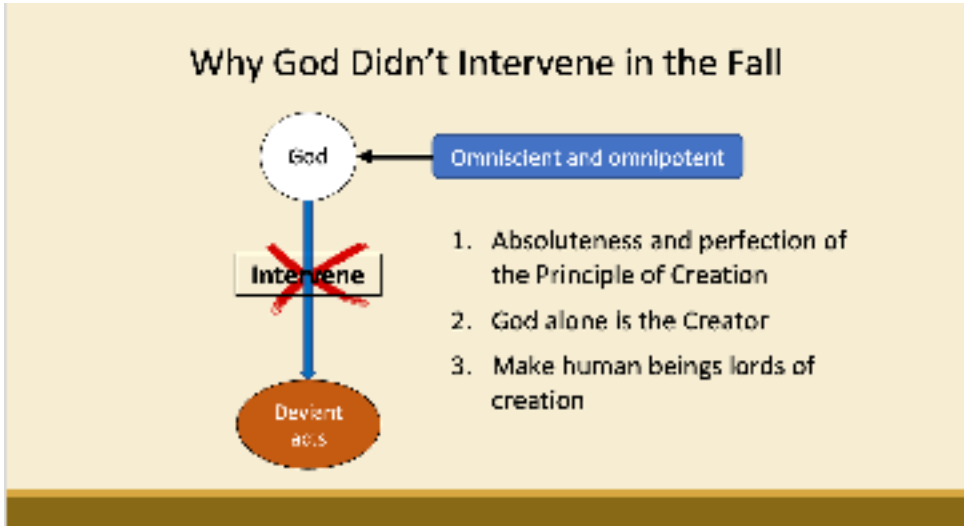 Why God Didn't Intervene in the Fall
God
Omniscient and omnipotent
Intervene
1. Absoluteness and perfection of
the Principle of Creation
2. God alone is the Creator
3. Make human beings lords of
creation
Deviant
acts